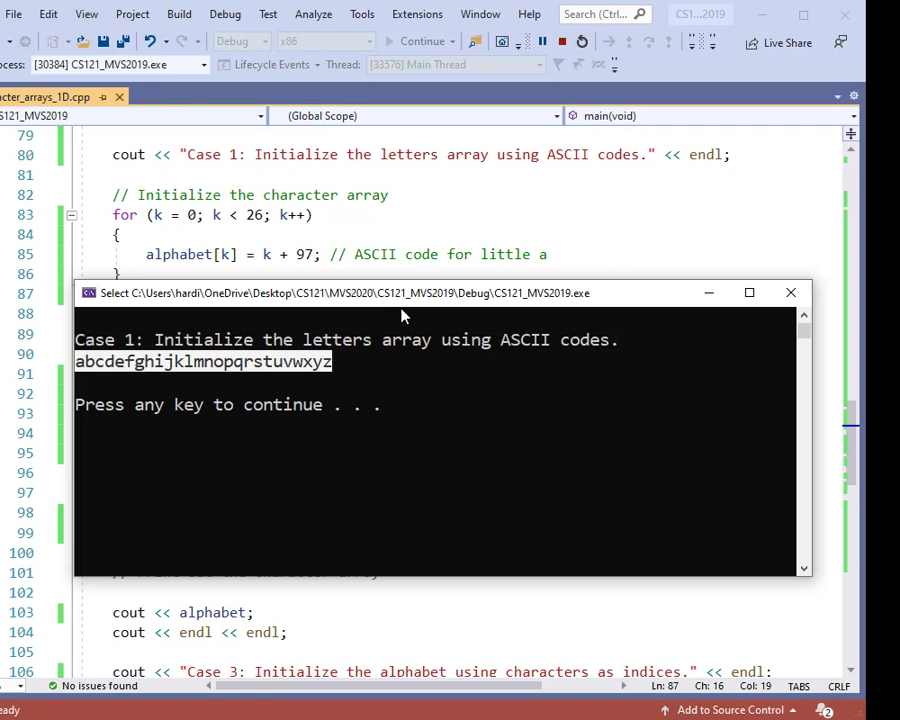 File Edit View Project Build Debug Test Analyze Tools Extensions Window Help Search (Ctrl... CS1...2019
Debug x86 Continue Live Share
cess: [30384] CS121_MVS2019.exe Lifecycle Events Thread: [33576] Main Thread
cter_arrays_1D.cpp
S121_MVS2019 (Global Scope) main(void)
79
80 cout << "Case 1: Initialize the letters array using ASCII codes." << endl;
81
82 // Initialize the character array
83 for (k = 0; k < 26; k++)
84 {
85 alphabet[k] = k + 97; // ASCII code for little a
86 }
87
Select C:\Users\hardi\OneDrive\Desktop\CS121\MVS2020\CS121_MVS2019\Debug\CS121_MVS2019.exe
88
89 Case 1: Initialize the letters array using ASCII codes.
90 abcdefghijklmnopqrstuvwxyz
91
92 Press any key to continue . . .
93
94
95
96
97
98
99
100
101
102
103 cout << alphabet;
104 cout << endl << endl;
105
106 cout << "Case 3: Initialize the alphabet using characters as indices." << endl;
No issues found Ln: 87 Ch: 16 Col: 19 TABS CRLF
eady Add to Source Control 2